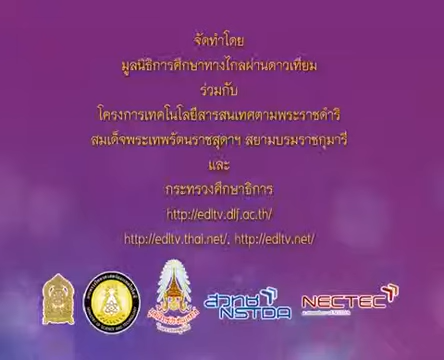 จัดทำโดย
มูลนิธิการศึกษาทางไกลผ่านดาวเทียม
ร่วมกับ
โครงการเทคโนโลยีสารสนเทศตามพระราชดำริ
สมเด็จพระเทพรัตนราชสุดาฯ สยามบรมราชกุมารี
และ
กระทรวงศึกษาธิการ
http://edltv.dlf.ac.th/
http://edltv.thai.net/, http://edltv.net/
สวทช
NSTDA
NECTEC